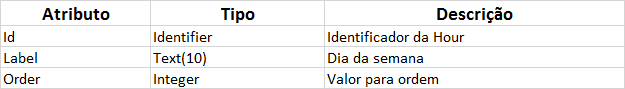 Atributo Tipo Descrição
Id Identifier Identificador da Hour
Label Text(10) Dia da semana
Order Integer Valor para ordem